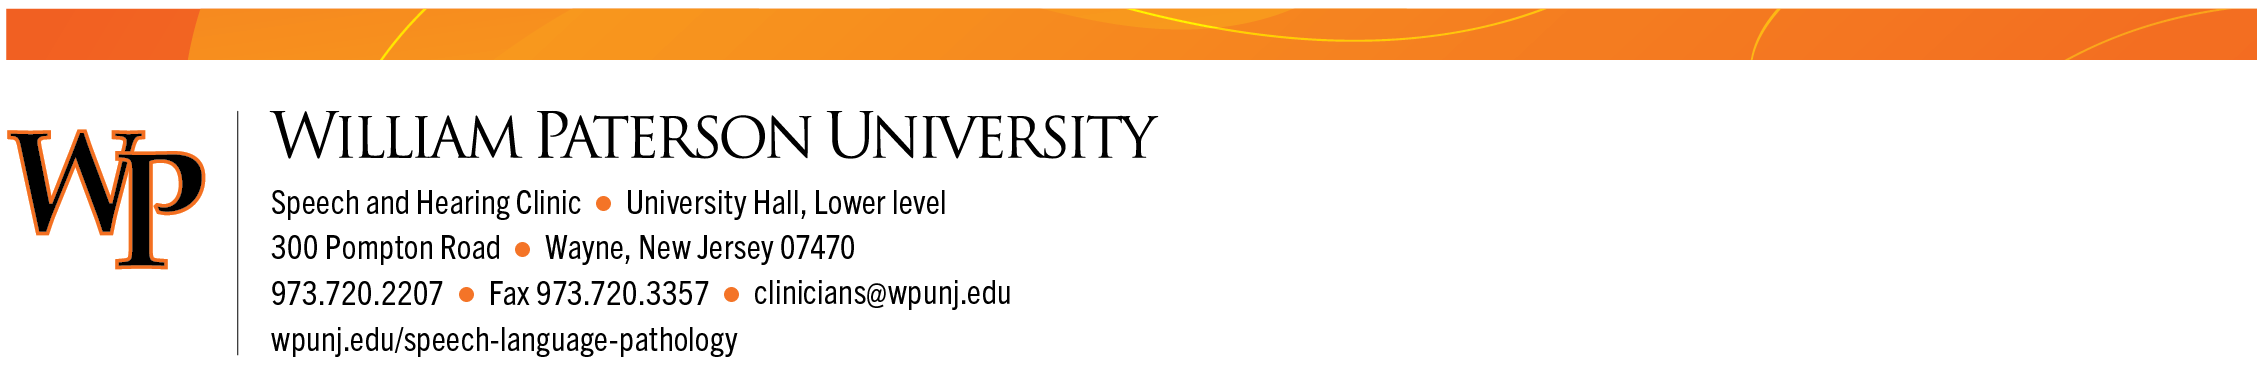 WP
WILLIAM PATERSON UNIVERSITY
Speech and Hearing Clinic • University Hall, Lower level
300 Pompton Road • Wayne, New Jersey 07470
973.720.2207 • Fax 973.720.3357 • clinicians@wpunj.edu
wpunj.edu/speech-language-pathology